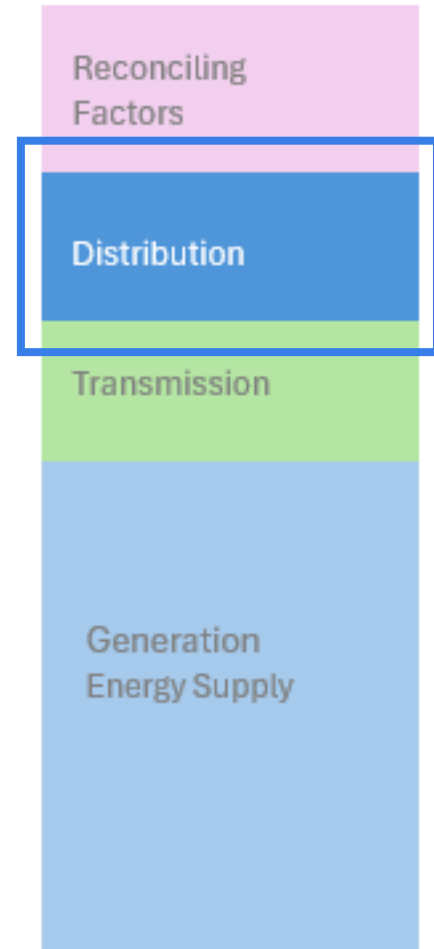 Reconciling
Factors
Distribution
Transmission
Generation
Energy Supply